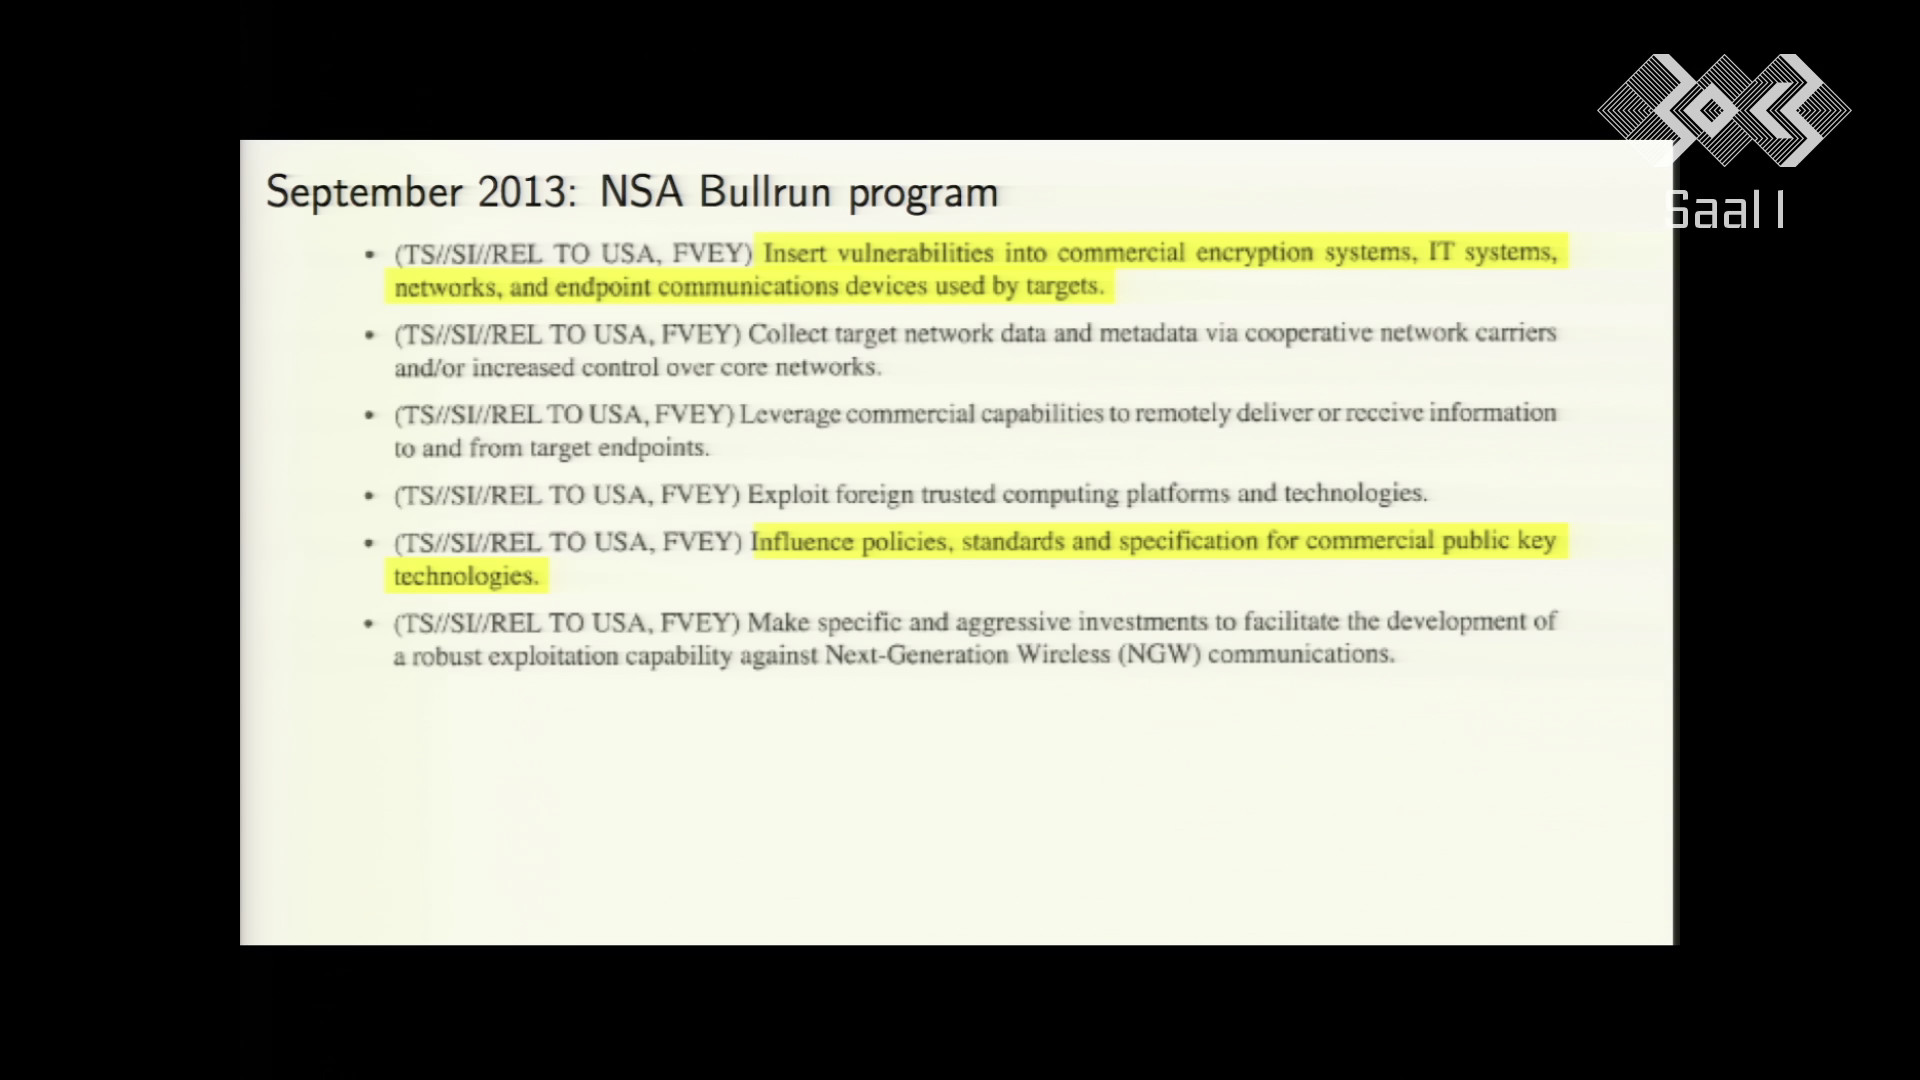 September 2013: NSA Bullrun program
Saal 1
• (TS//SI//REL TO USA, FVEY) Insert vulnerabilities into commercial encryption systems, IT systems,
networks, and endpoint communications devices used by targets.
• (TS//SI//REL TO USA, FVEY) Collect target network data and metadata via cooperative network carriers
and/or increased control over core networks.
• (TS//SI//REL TO USA, FVEY) Leverage commercial capabilities to remotely deliver or receive information
to and from target endpoints.
• (TS//SI//REL TO USA, FVEY) Exploit foreign trusted computing platforms and technologies.
• (TS//SI//REL TO USA, FVEY) Influence policies, standards and specification for commercial public key
technologies.
• (TS//SI//REL TO USA, FVEY) Make specific and aggressive investments to facilitate the development of
a robust exploitation capability against Next-Generation Wireless (NGW) communications.